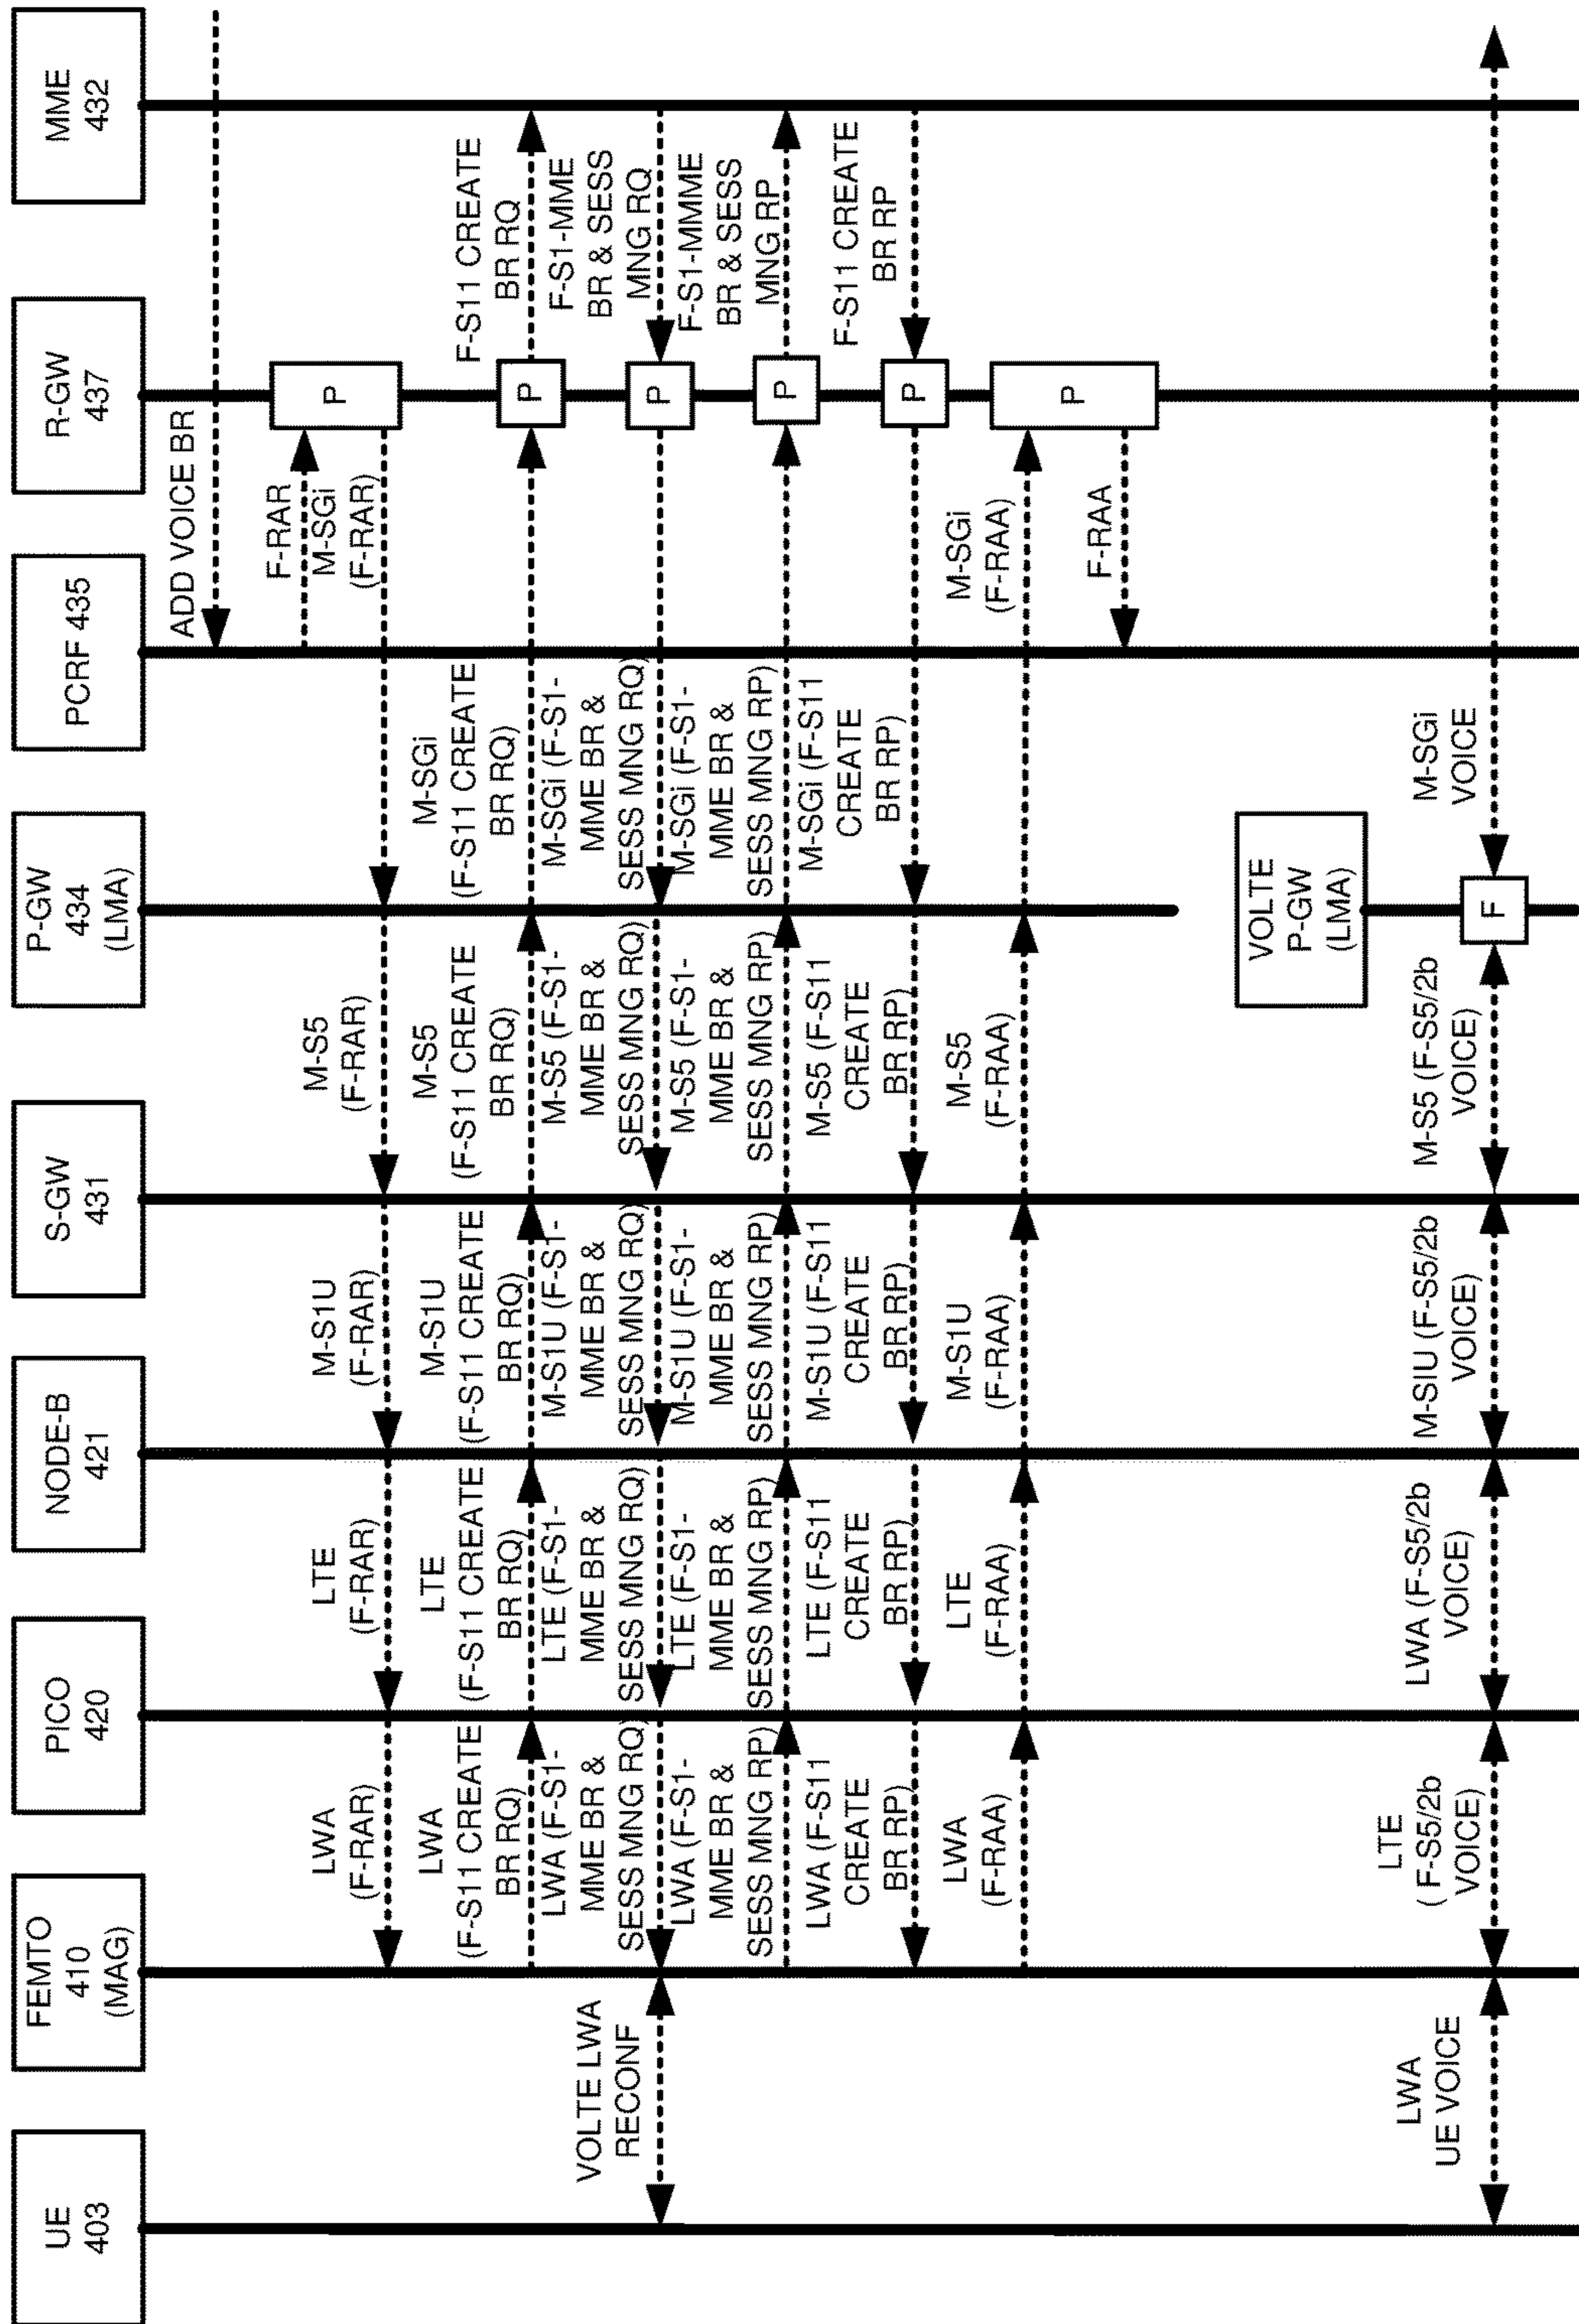 UE
403
FEMTO
410
(MAG)
PICO
420
NODE-B
421
S-GW
431
P-GW
434
(LMA)
PCRF 435
R-GW
437
MME
432
ADD VOICE BR
F-RAR
LWA
(F-RAR)
LTE
(F-RAR)
M-S1U
(F-RAR)
M-S5
(F-RAR)
M-SGi
(F-RAR)
P
LWA
(F-S11 CREATE
BR RQ)
LTE
(F-S11 CREATE
BR RQ)
M-S1U
(F-S11 CREATE
BR RQ)
M-S5
(F-S11 CREATE
BR RQ)
M-SGi
(F-S11 CREATE
BR RQ)
P
F-S11 CREATE
BR RQ
VOLTE LWA
RECONF
LWA (F-S1-
MME BR &
SESS MNG RQ)
LTE (F-S1-
MME BR &
SESS MNG RQ)
M-S1U (F-S1-
MME BR &
SESS MNG RQ)
M-S5 (F-S1-
MME BR &
SESS MNG RQ)
M-SGi (F-S1-
MME BR &
SESS MNG RQ)
P
F-S1-MME
BR & SESS
MNG RQ
LWA (F-S1-
MME BR &
SESS MNG RP)
LTE (F-S1-
MME BR &
SESS MNG RP)
M-S1U (F-S1-
MME BR &
SESS MNG RP)
M-S5 (F-S1-
MME BR &
SESS MNG RP)
M-SGi (F-S1-
MME BR &
SESS MNG RP)
P
F-S1-MMME
BR & SESS
MNG RP
LWA (F-S11
CREATE
BR RP)
LTE (F-S11
CREATE
BR RP)
M-S1U (F-S11
CREATE
BR RP)
M-S5 (F-S11
CREATE
BR RP)
M-SGi (F-S11
CREATE
BR RP)
P
F-S11 CREATE
BR RP
LWA
(F-RAA)
LTE
(F-RAA)
M-S1U
(F-RAA)
M-S5
(F-RAA)
M-SGi
(F-RAA)
P
F-RAA
VOLTE
P-GW
(LMA)
LWA
UE VOICE
LTE
( F-S5/2b
VOICE)
LWA (F-S5/2b
VOICE)
M-SIU (F-S5/2b
VOICE)
M-S5 (F-S5/2b
VOICE)
F
M-SGi
VOICE